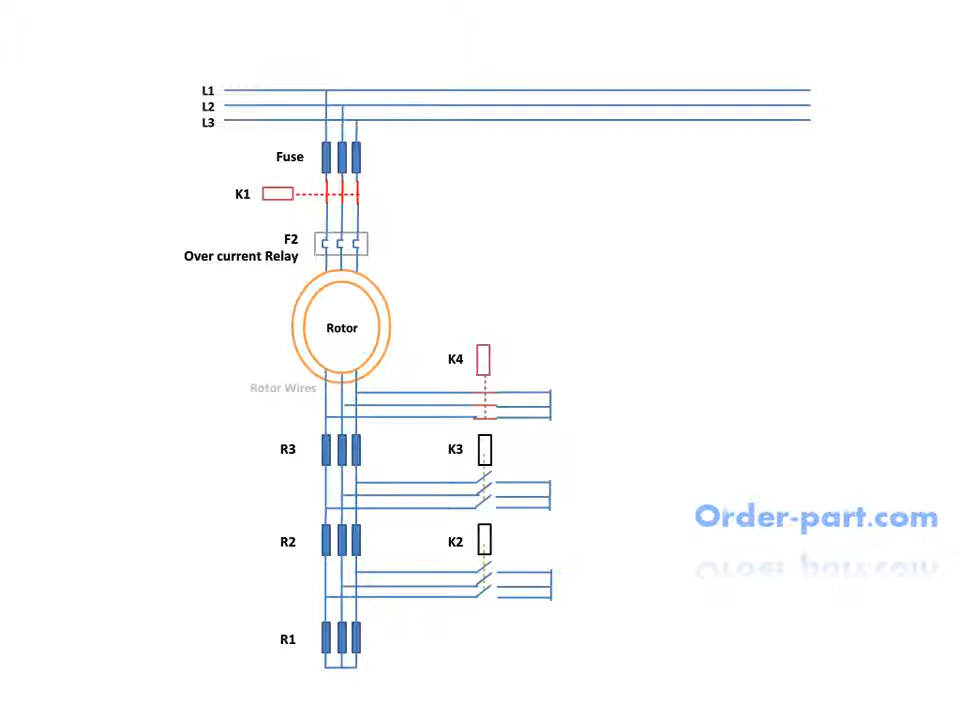 L1
L2
L3
Fuse
K1
F2
Over current Relay
Rotor
K4
Rotor Wires
R3
K3
Order-part.com
R2
K2
R1